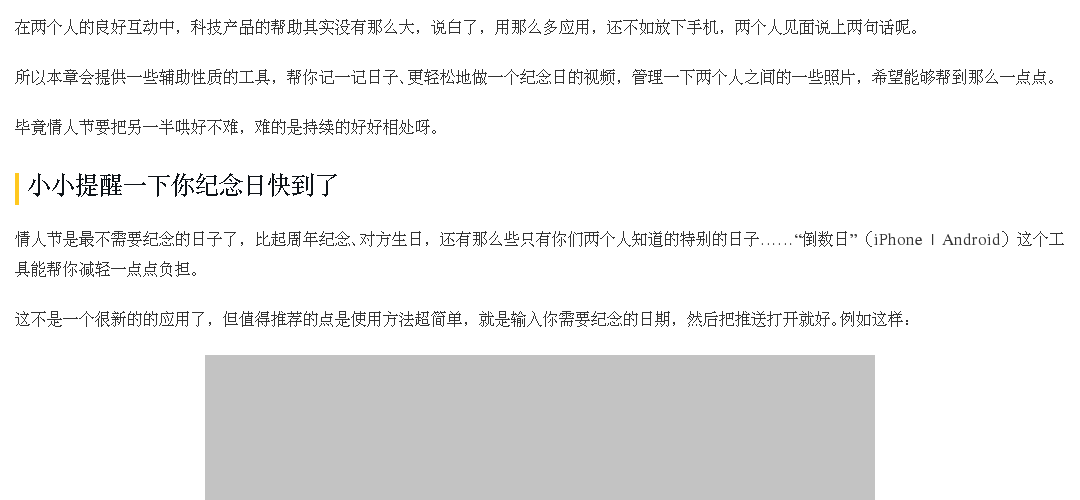 在两个人的良好互动中，科技产品的帮助其实没有那么大，说白了，用那么多应用，还不如放下手机，两个人见面说上两句话呢。
所以本章会提供一些辅助性质的工具，帮你记一记日子、更轻松地做一个纪念日的视频，管理一下两个人之间的一些照片，希望能够帮到那么一点点。
毕竟情人节要把另一半哄好不难，难的是持续的好好相处呀。
小小提醒一下你纪念日快到了
情人节是最不需要纪念的日子了，比起周年纪念、对方生日，还有那么些只有你们两个人知道的特别的日子……“倒数日”（iPhone | Android）这个工
具能帮你减轻一点点负担。
这不是一个很新的的应用了，但值得推荐的点是使用方法超简单，就是输入你需要纪念的日期，然后把推送打开就好。例如这样：